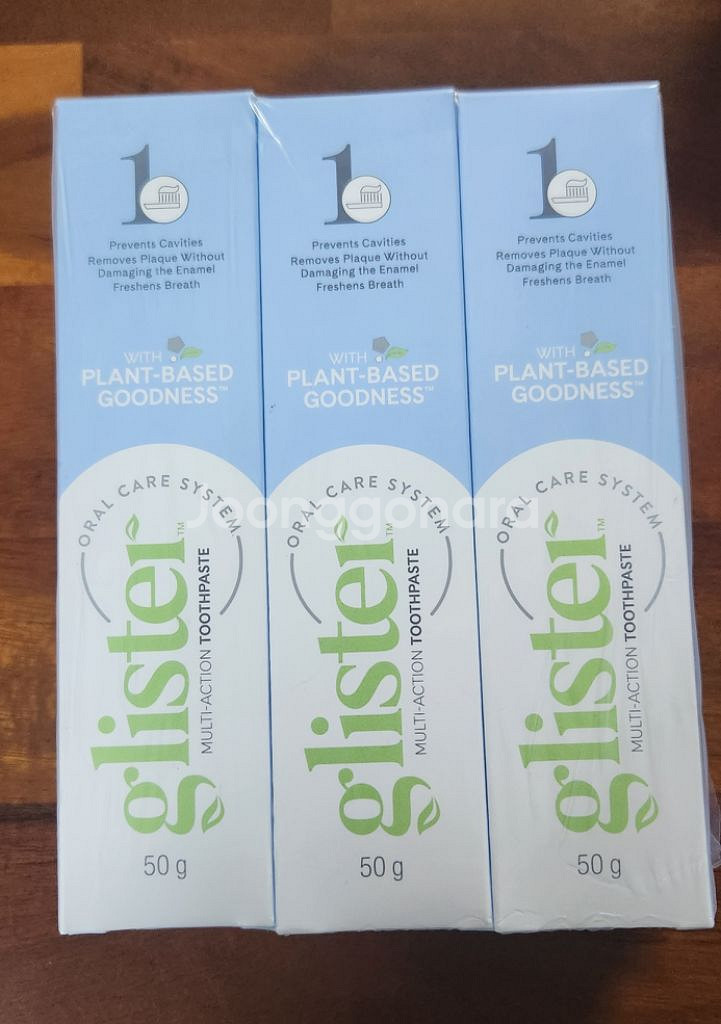 1
Prevents Cavities
Removes Plaque Without
Damaging the Enamel
Freshens Breath
WITH
PLANT-BASED
GOODNESS™
ORAL CARE SYSTEM
glister™
MULTI-ACTION TOOTHPASTE
50 g
1
Prevents Cavities
Removes Plaque Without
Damaging the Enamel
Freshens Breath
WITH
PLANT-BASED
GOODNESS™
ORAL CARE SYSTEM
glister™
MULTI-ACTION TOOTHPASTE
50 g
1
Prevents Cavities
Removes Plaque Without
Damaging the Enamel
Freshens Breath
WITH
PLANT-BASED
GOODNESS™
ORAL CARE SYSTEM
glister™
MULTI-ACTION TOOTHPASTE
50 g
Joonggonara